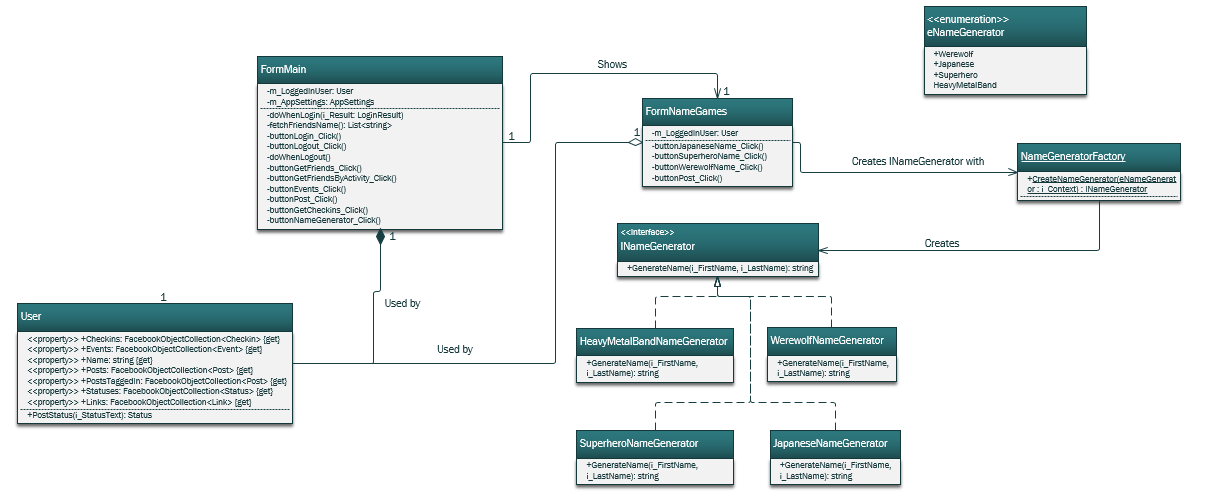 <<enumeration>>
eNameGenerator
+Werewolf
+Japanese
+Superhero
HeavyMetalBand
FormMain
-m_LoggedInUser: User
-m_AppSettings: AppSettings
-doWhenLogin(i_Result: LoginResult)
-fetchFriendsName(): List<string>
-buttonLogin_Click()
-buttonLogout_Click()
-doWhenLogout()
-buttonGetFriends_Click()
-buttonGetFriendsByActivity_Click()
-buttonEvents_Click()
-buttonPost_Click()
-buttonGetCheckins_Click()
-buttonNameGenerator_Click()
1
Shows
1
FormNameGames
-m_LoggedInUser: User
-buttonJapaneseName_Click()
-buttonSuperheroName_Click()
-buttonWerewolfName_Click()
-buttonPost_Click()
1
Creates INameGenerator with
NameGeneratorFactory
+CreateNameGenerator(eNameGenerat
or : i_Context) : INameGenerator
Creates
<<Interface>>
INameGenerator
+GenerateName(i_FirstName, i_LastName): string
1
Used by
Used by
1
User
<<property>> +Checkins: FacebookObjectCollection<Checkin> {get}
<<property>> +Events: FacebookObjectCollection<Event> {get}
<<property>> +Name: string {get}
<<property>> +Posts: FacebookObjectCollection<Post> {get}
<<property>> +PostsTaggedIn: FacebookObjectCollection<Post> {get}
<<property>> +Statuses: FacebookObjectCollection<Status> {get}
<<property>> +Links: FacebookObjectCollection<Link> {get}
+PostStatus(i_StatusText): Status
HeavyMetalBandNameGenerator
+GenerateName(i_FirstName,
i_LastName): string
WerewolfNameGenerator
+GenerateName(i_FirstName,
i_LastName): string
SuperheroNameGenerator
+GenerateName(i_FirstName,
i_LastName): string
JapaneseNameGenerator
+GenerateName(i_FirstName,
i_LastName): string